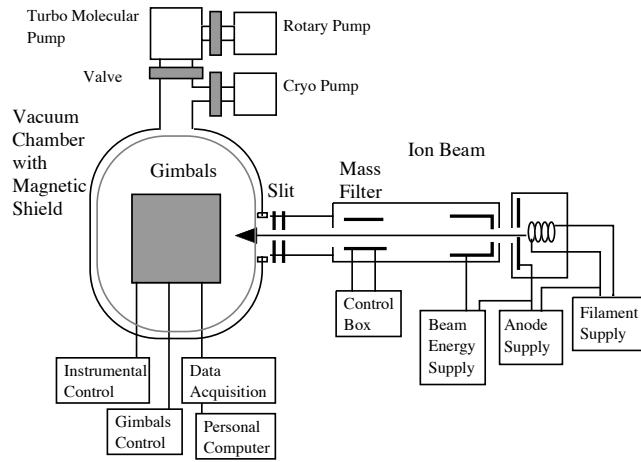 Turbo Molecular
Pump
Rotary Pump
Valve
Cryo Pump
Vacuum
Chamber
with
Magnetic
Shield
Gimbals
Slit
Mass
Filter
Ion Beam
Control
Box
Beam
Energy
Supply
Anode
Supply
Filament
Supply
Instrumental
Control
Data
Acquisition
Gimbals
Control
Personal
Computer